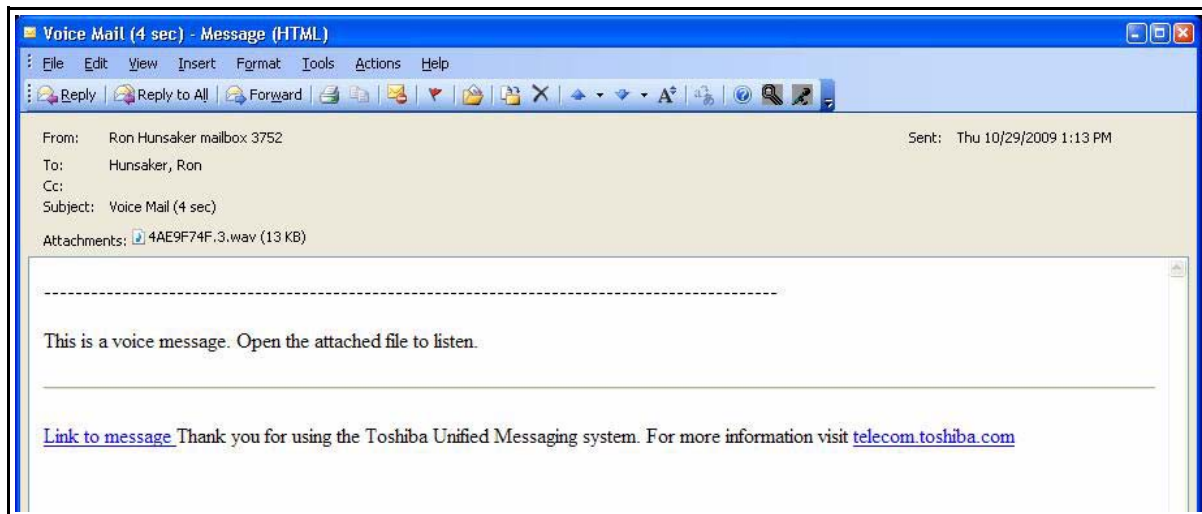 Voice Mail (4 sec) - Message (HTML)
File Edit View Insert Format Tools Actions Help
Reply Reply to All Forward
From: Ron Hunsaker mailbox 3752 Sent: Thu 10/29/2009 1:13 PM
To: Hunsaker, Ron
Cc:
Subject: Voice Mail (4 sec)
Attachments: 4AE9F74F.3.wav (13 KB)
This is a voice message. Open the attached file to listen.
Link to message Thank you for using the Toshiba Unified Messaging system. For more information visit telecom.toshiba.com